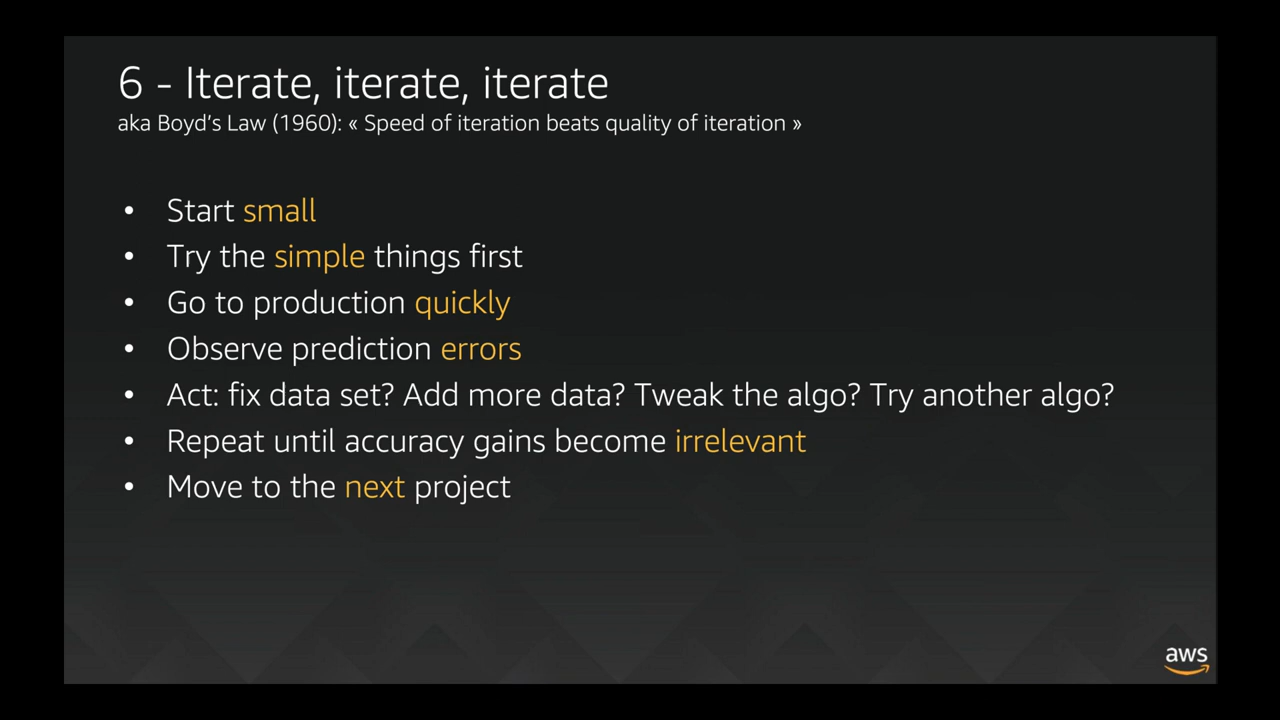 6 - Iterate, iterate, iterate
aka Boyd’s Law (1960): « Speed of iteration beats quality of iteration »
• Start small
• Try the simple things first
• Go to production quickly
• Observe prediction errors
• Act: fix data set? Add more data? Tweak the algo? Try another algo?
• Repeat until accuracy gains become irrelevant
• Move to the next project
aws